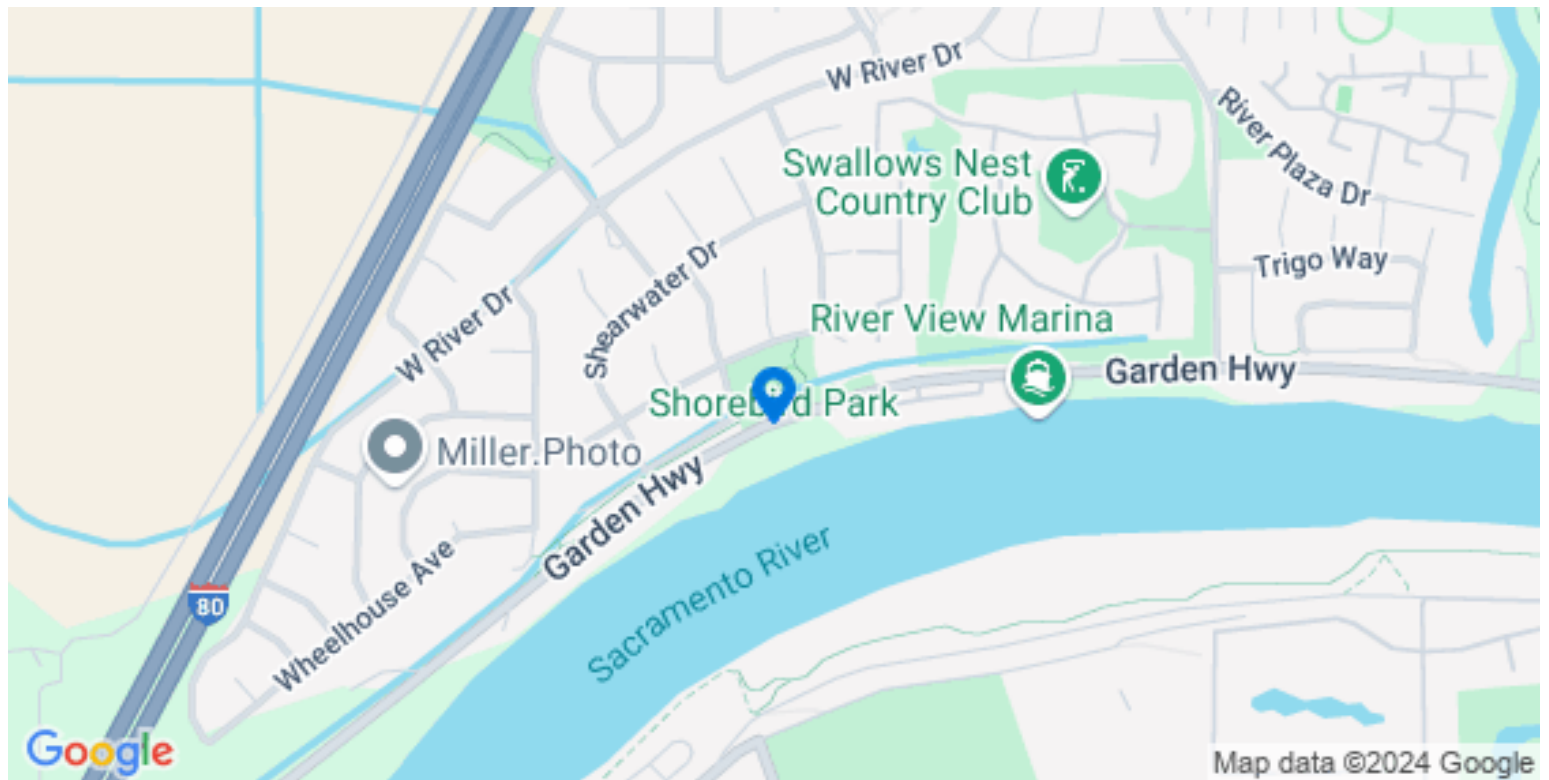 W River Dr
River Plaza Dr
Swallows Nest
Country Club
Trigo Way
Shearwater Dr
W River Dr
River View Marina
Garden Hwy
Miller.Photo
Garden Hwy
Sacramento River
80
Wheelhouse Ave
Google
Map data ©2024 Google